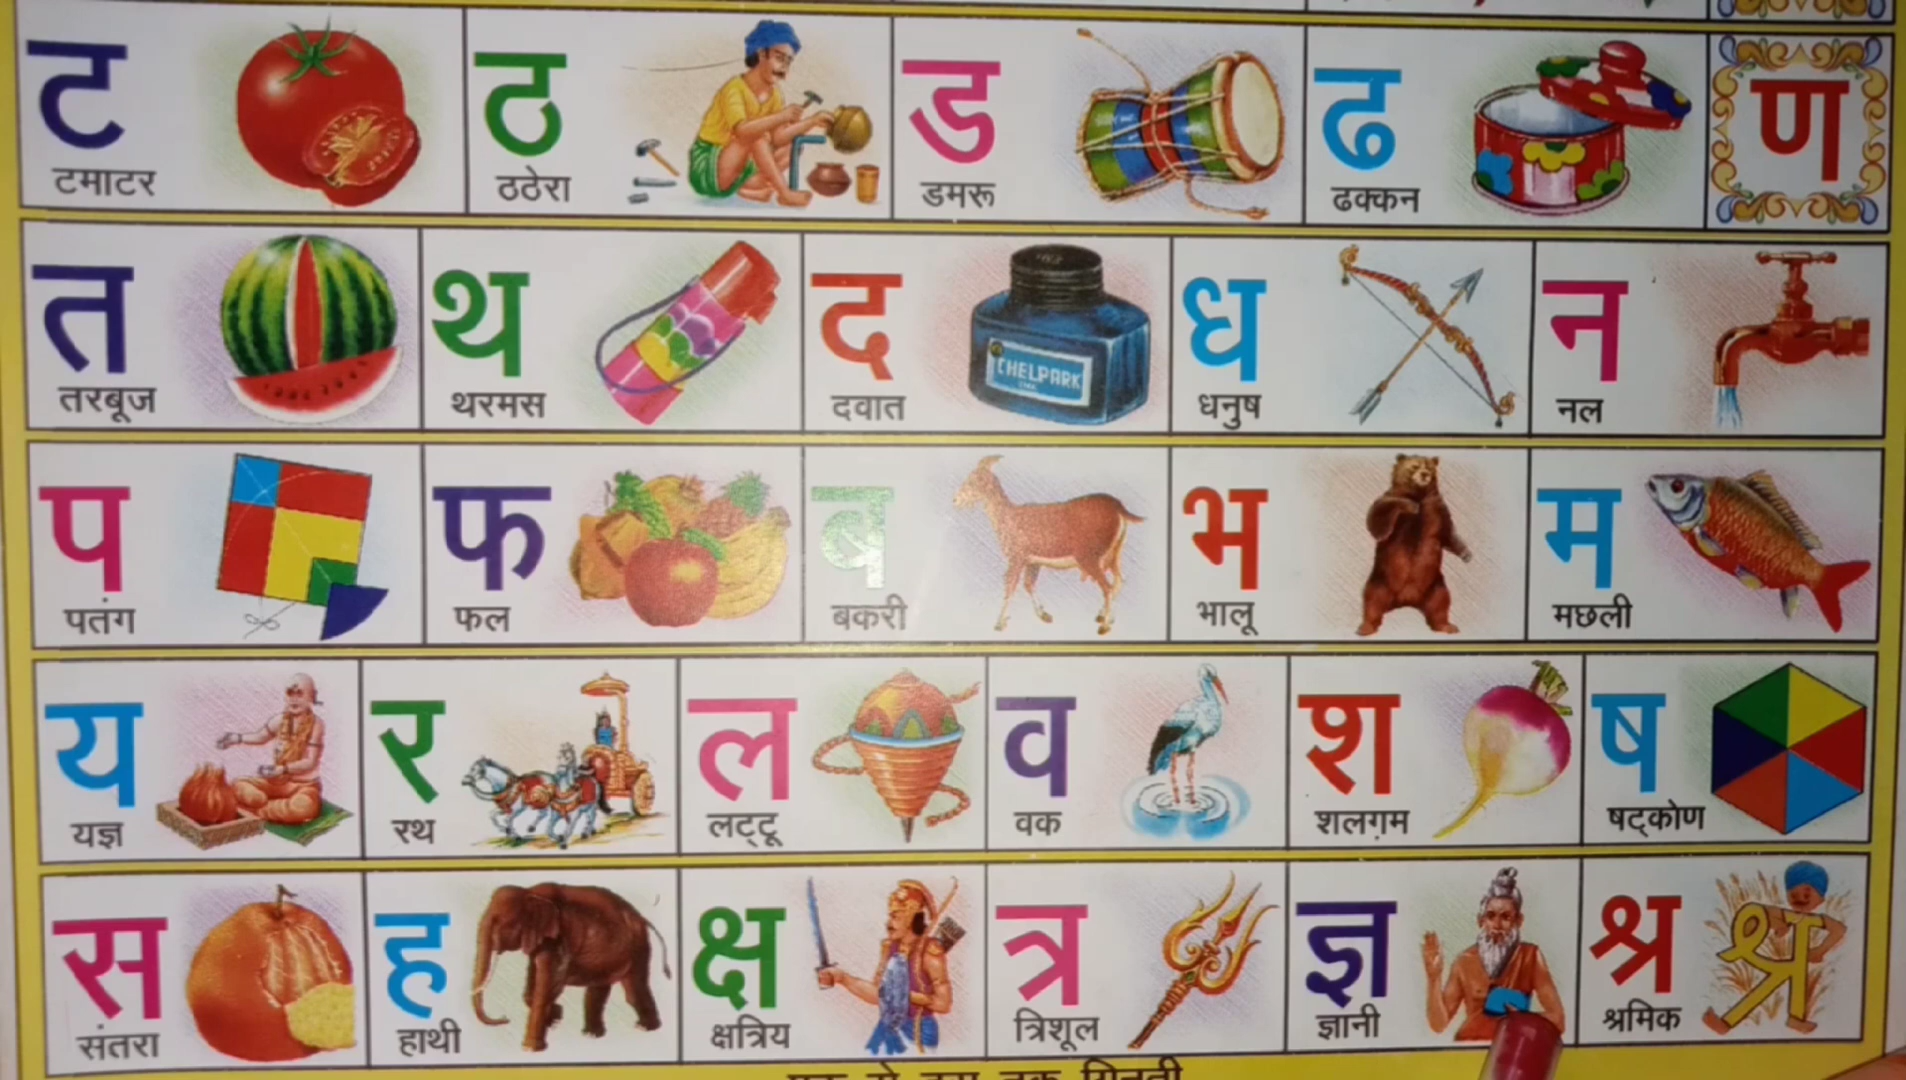 ट ठ ड ढ ण
टमाटर ठठेरा डमरू ढक्कन
त थ द ध न
CHELPARK
तरबूज थरमस दवात धनुष नल
प फ ब भ म
पतंग फल बकरी भालू मछली
य र ल व श ष
यज्ञ रथ लट्टू वक शलग़म षट्कोण
स ह क्ष त्र ज्ञ श्र श्र
संतरा हाथी क्षत्रिय त्रिशूल ज्ञानी श्रमिक